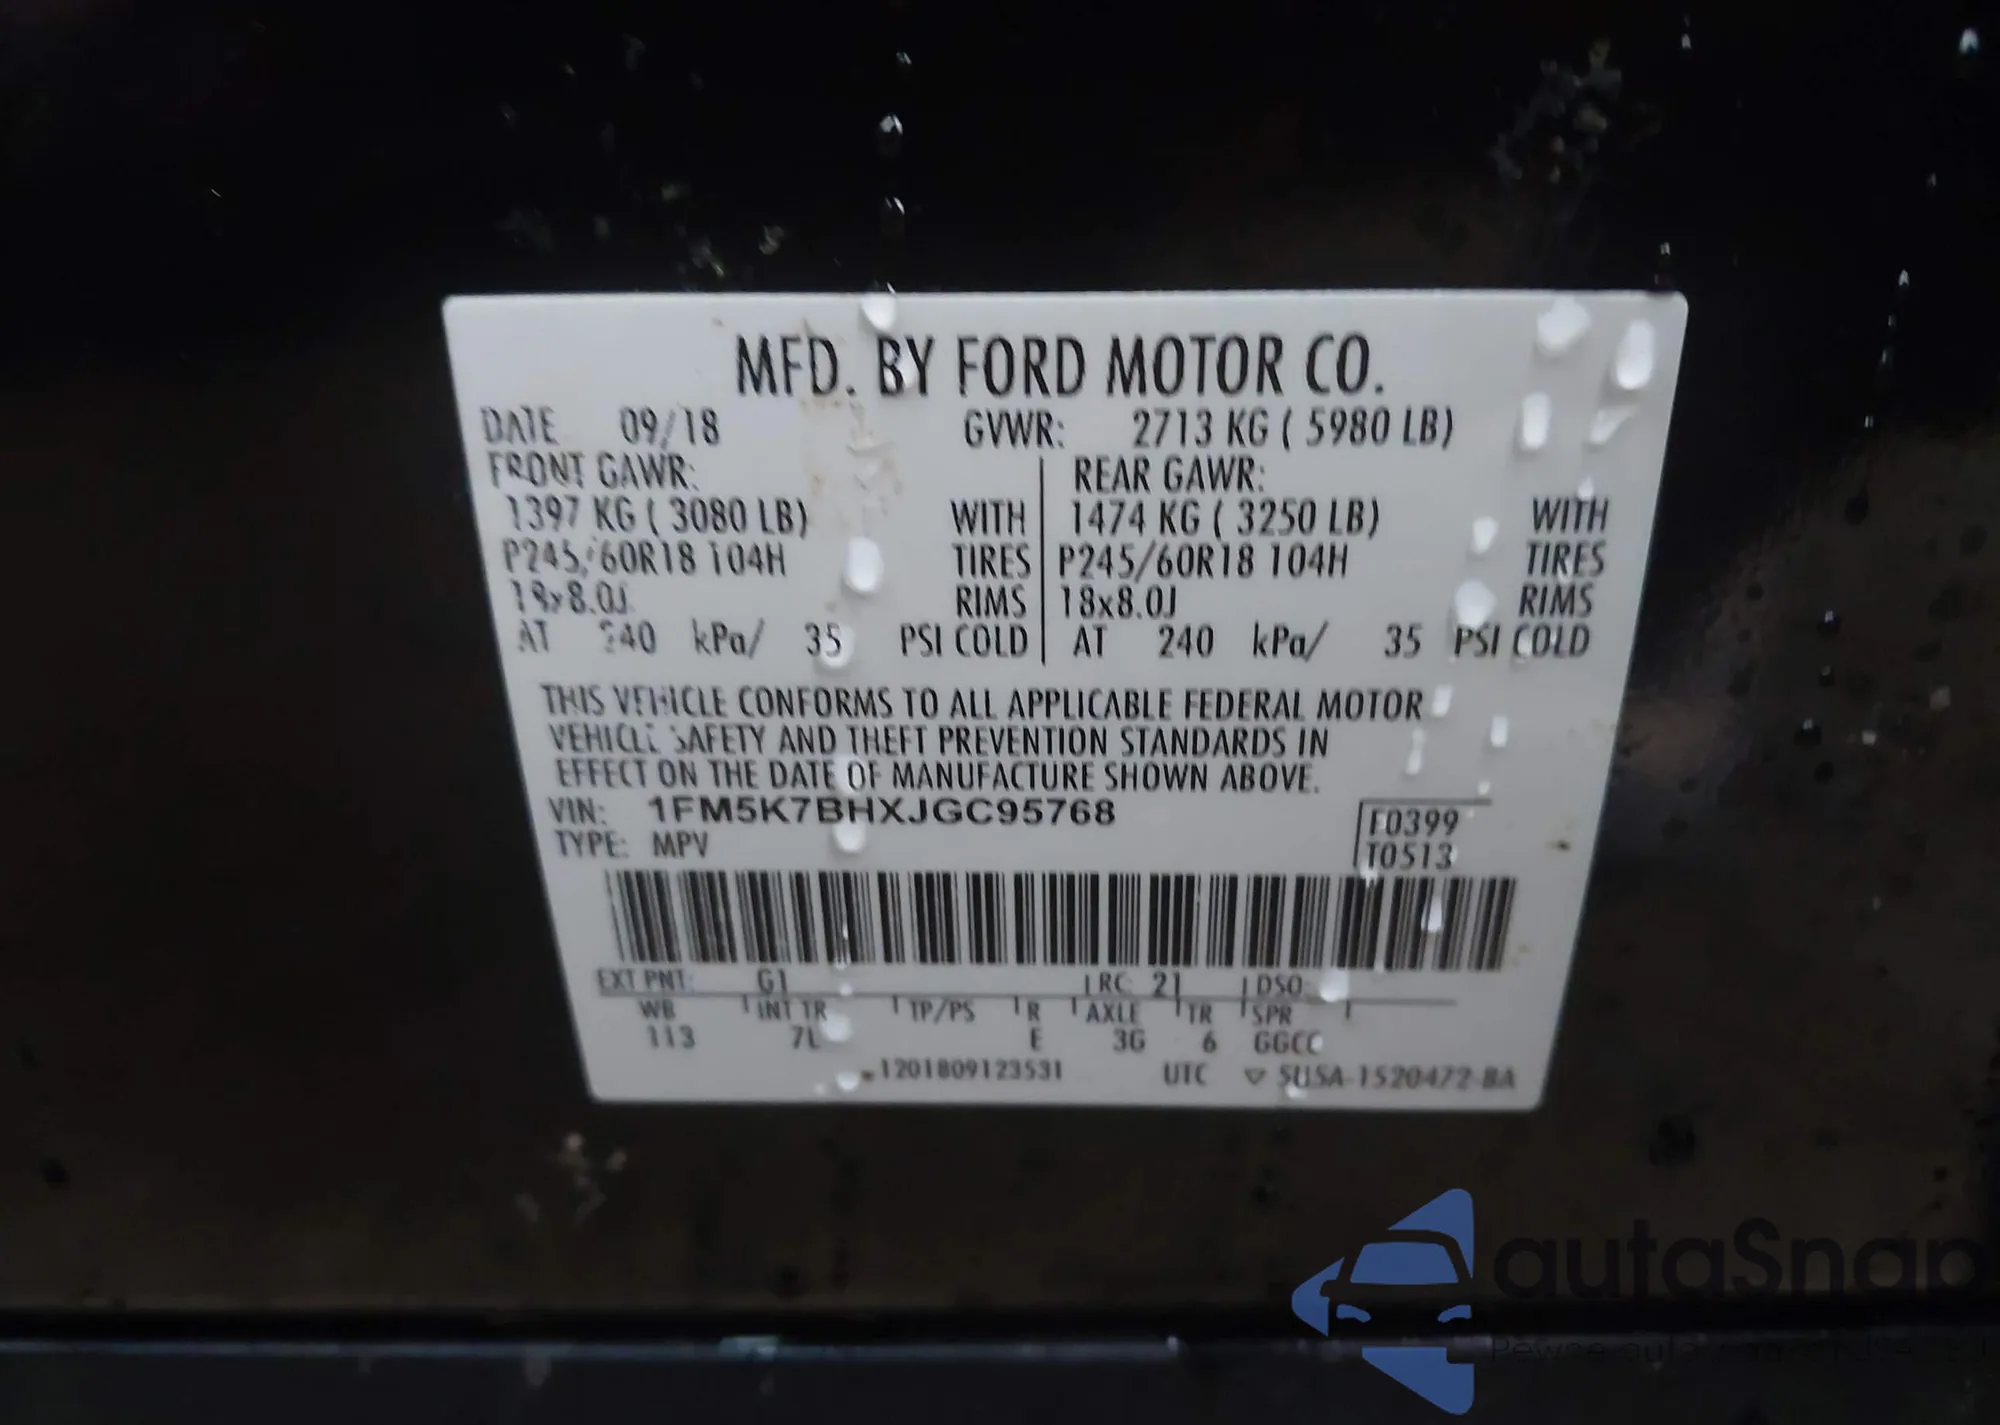 MFD. BY FORD MOTOR CO.
DATE 09/18 GVWR: 2713 KG ( 5980 LB)
FRONT GAWR: REAR GAWR:
1397 KG ( 3080 LB) WITH 1474 KG ( 3250 LB) WITH
P245/60R18 104H TIRES P245/60R18 104H TIRES
18x8.0J RIMS 18x8.0J RIMS
AT 240 kPa/ 35 PSI COLD AT 240 kPa/ 35 PSI COLD
THIS VEHICLE CONFORMS TO ALL APPLICABLE FEDERAL MOTOR
VEHICLE SAFETY AND THEFT PREVENTION STANDARDS IN
EFFECT ON THE DATE OF MANUFACTURE SHOWN ABOVE.
VIN: 1FM5K7BHXJGC95768 F0399
TYPE: MPV T0513
EXT PNT: G1 RC: 21 DSO:
WB INT TR TP/PS R AXLE TR SPR
113 7L E 3G 6 GGCC
1201809123531 UTC ▽ 5U5A-1520472-BA
autaSnap